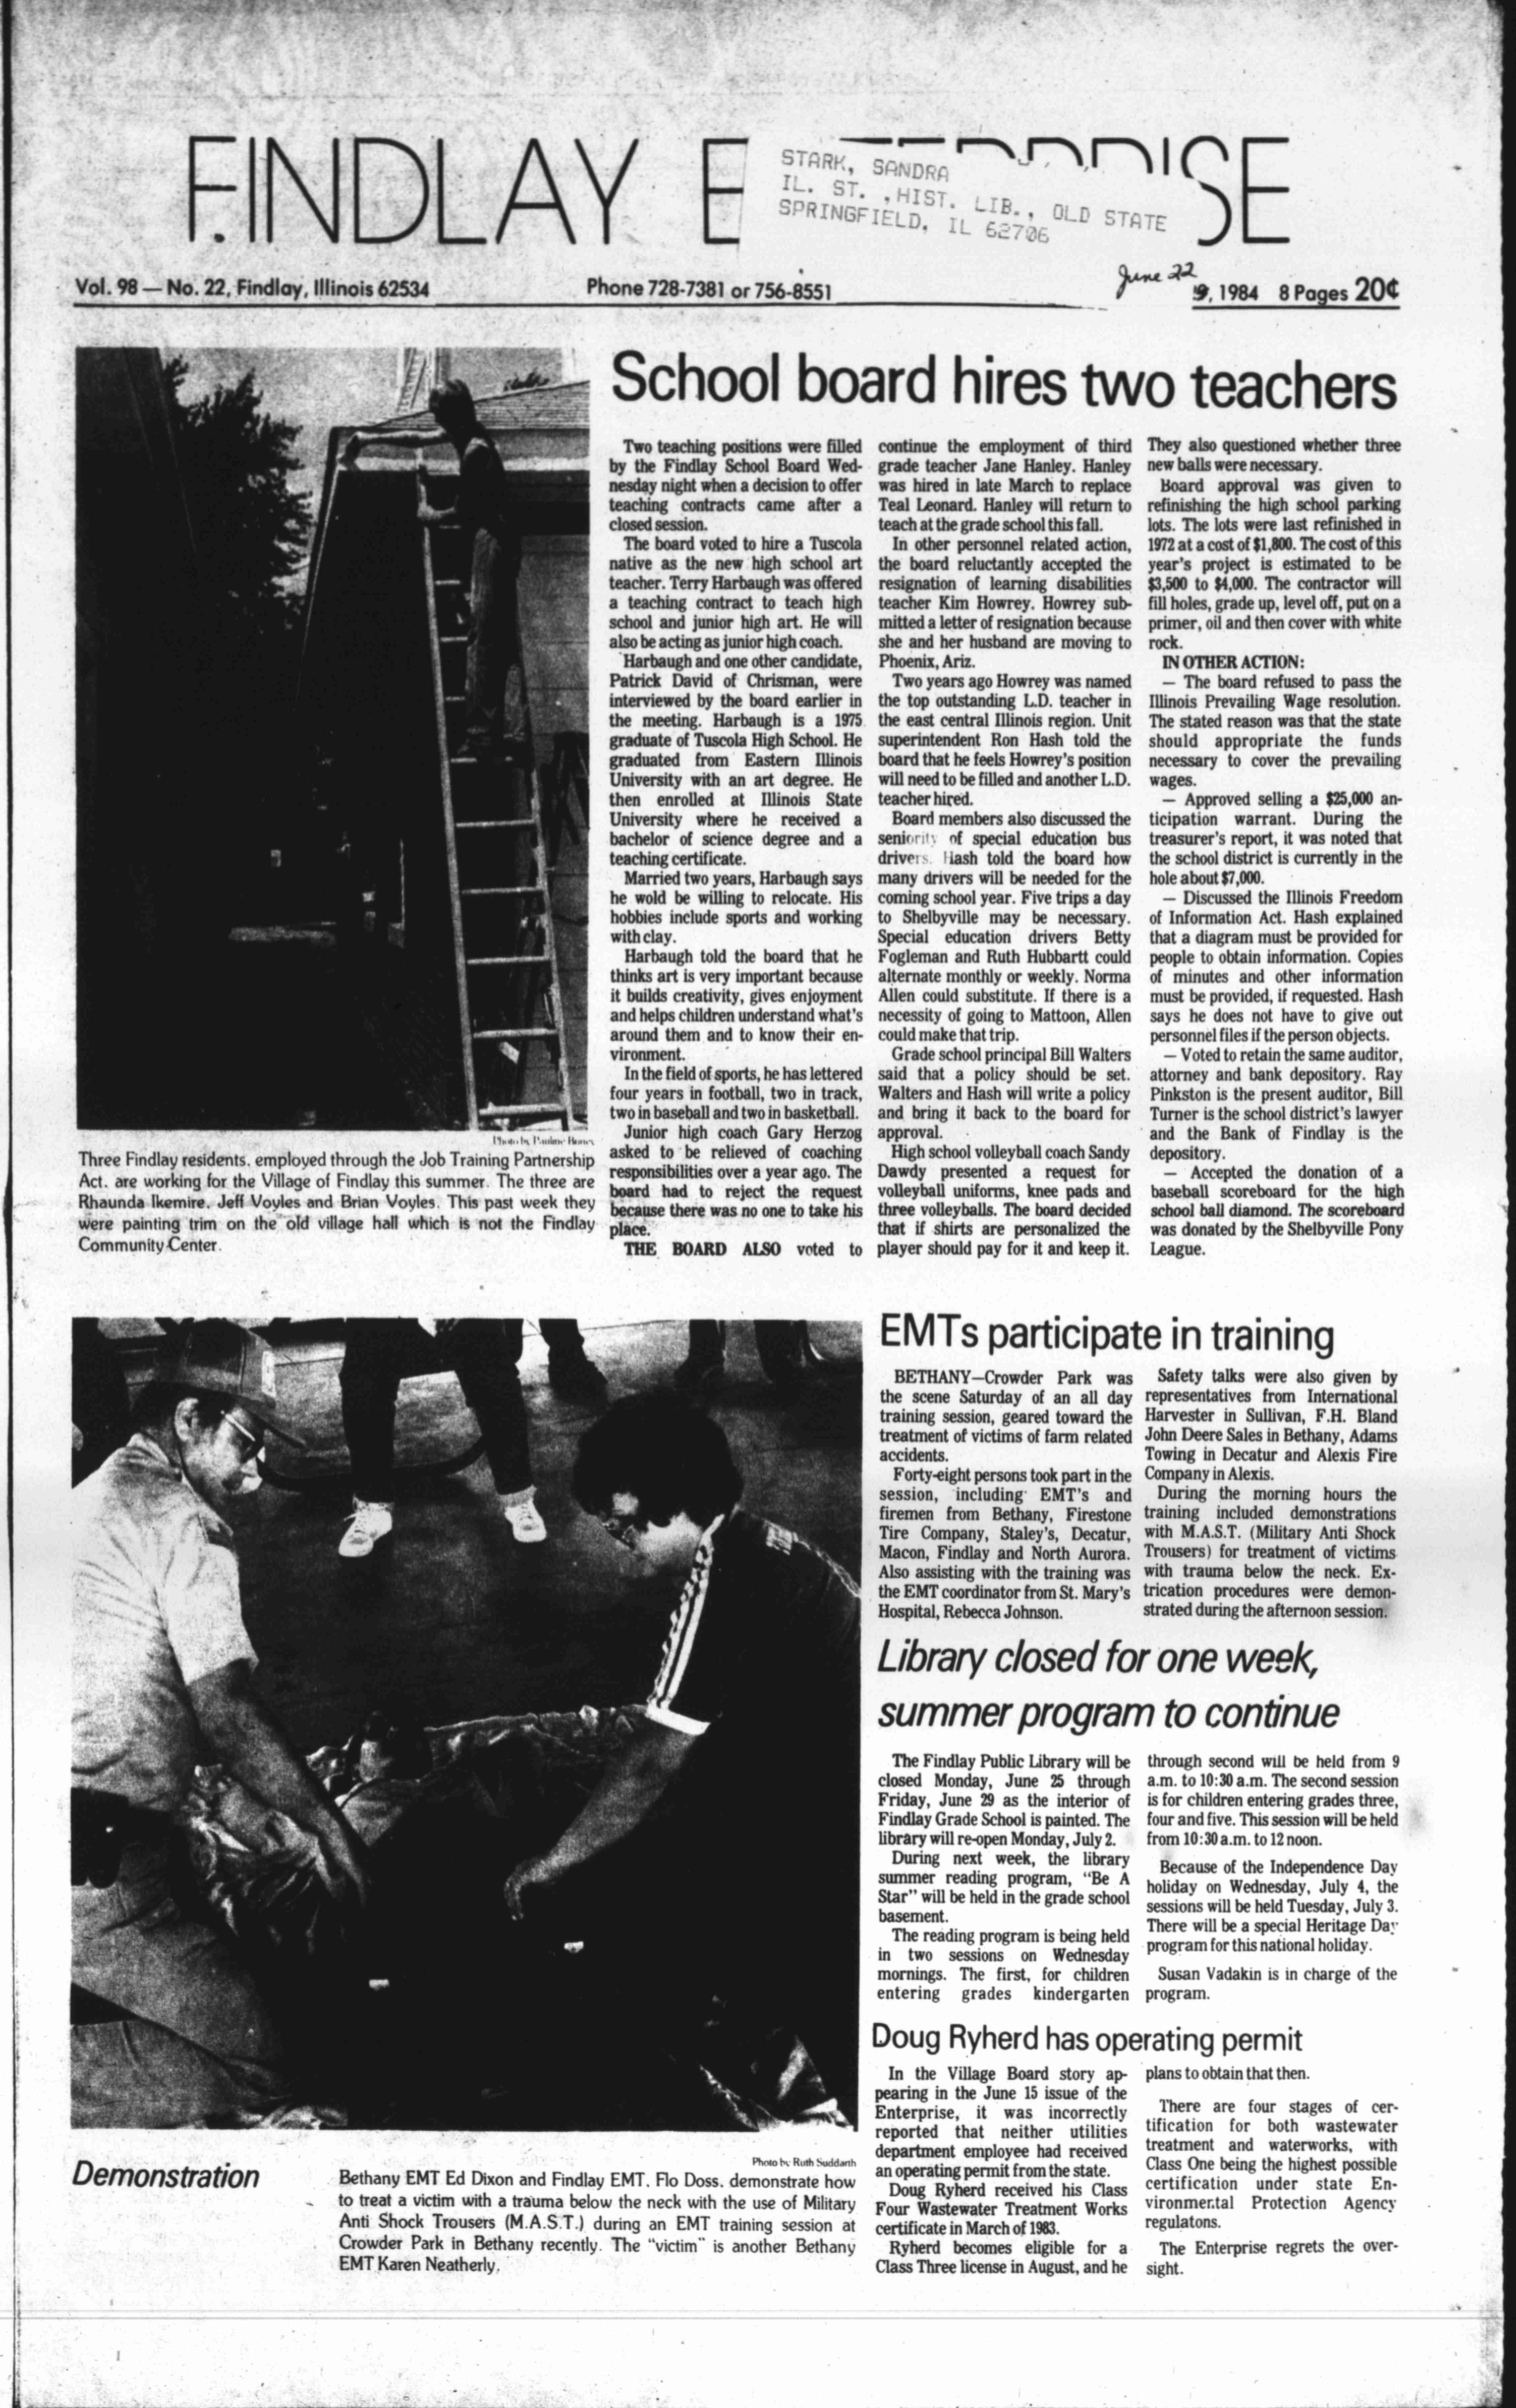 FINDLAY E
STARK, SANDRA
IL. ST. ,HIST. LIB., OLD STATE
SPRINGFIELD, IL 62706
Vol. 98 — No. 22, Findlay, Illinois 62534
Phone 728-7381 or 756-8551
June 22
, 1984 8 Pages 20¢
Three Findlay residents. employed through the Job Training Partnership
Act. are working for the Village of Findlay this summer. The three are
Rhaunda Ikemire. Jeff Voyles and Brian Voyles. This past week they
were painting trim on the old village hall which is not the Findlay
Community Center.
School board hires two teachers
Two teaching positions were filled
by the Findlay School Board Wed-
nesday night when a decision to offer
teaching contracts came after a
closed session.
The board voted to hire a Tuscola
native as the new high school art
teacher. Terry Harbaugh was offered
a teaching contract to teach high
school and junior high art. He will
also be acting as junior high coach.
Harbaugh and one other candidate,
Patrick David of Chrisman, were
interviewed by the board earlier in
the meeting. Harbaugh is a 1975
graduate of Tuscola High School. He
graduated from Eastern Illinois
University with an art degree. He
then enrolled at Illinois State
University where he received a
bachelor of science degree and a
teaching certificate.
Married two years, Harbaugh says
he wold be willing to relocate. His
hobbies include sports and working
with clay.
Harbaugh told the board that he
thinks art is very important because
it builds creativity, gives enjoyment
and helps children understand what's
around them and to know their en-
vironment.
In the field of sports, he has lettered
four years in football, two in track,
two in baseball and two in basketball.
Junior high coach Gary Herzog
asked to be relieved of coaching
responsibilities over a year ago. The
board had to reject the request
because there was no one to take his
place.
THE BOARD ALSO voted to
continue the employment of third
grade teacher Jane Hanley. Hanley
was hired in late March to replace
Teal Leonard. Hanley will return to
teach at the grade school this fall.
In other personnel related action,
the board reluctantly accepted the
resignation of learning disabilities
teacher Kim Howrey. Howrey sub-
mitted a letter of resignation because
she and her husband are moving to
Phoenix, Ariz.
Two years ago Howrey was named
the top outstanding L.D. teacher in
the east central Illinois region. Unit
superintendent Ron Hash told the
board that he feels Howrey's position
will need to be filled and another L.D.
teacher hired.
Board members also discussed the
seniority of special education bus
drivers. Hash told the board how
many drivers will be needed for the
coming school year. Five trips a day
to Shelbyville may be necessary.
Special education drivers Betty
Fogleman and Ruth Hubbartt could
alternate monthly or weekly. Norma
Allen could substitute. If there is a
necessity of going to Mattoon, Allen
could make that trip.
Grade school principal Bill Walters
said that a policy should be set.
Walters and Hash will write a policy
and bring it back to the board for
approval.
High school volleyball coach Sandy
Dawdy presented a request for
volleyball uniforms, knee pads and
three volleyballs. The board decided
that if shirts are personalized the
player should pay for it and keep it.
They also questioned whether three
new balls were necessary.
Board approval was given to
refinishing the high school parking
lots. The lots were last refinished in
1972 at a cost of $1,800. The cost of this
year's project is estimated to be
$3,500 to $4,000. The contractor will
fill holes, grade up, level off, put on a
primer, oil and then cover with white
rock.
IN OTHER ACTION:
— The board refused to pass the
Illinois Prevailing Wage resolution.
The stated reason was that the state
should appropriate the funds
necessary to cover the prevailing
wages.
— Approved selling a $25,000 an-
ticipation warrant. During the
treasurer's report, it was noted that
the school district is currently in the
hole about $7,000.
— Discussed the Illinois Freedom
of Information Act. Hash explained
that a diagram must be provided for
people to obtain information. Copies
of minutes and other information
must be provided, if requested. Hash
says he does not have to give out
personnel files if the person objects.
— Voted to retain the same auditor,
attorney and bank depository. Ray
Pinkston is the present auditor, Bill
Turner is the school district's lawyer
and the Bank of Findlay is the
depository.
— Accepted the donation of a
baseball scoreboard for the high
school ball diamond. The scoreboard
was donated by the Shelbyville Pony
League.
Photo by Ruth Suddarth
Demonstration
Bethany EMT Ed Dixon and Findlay EMT. Flo Doss. demonstrate how
to treat a victim with a trauma below the neck with the use of Military
Anti Shock Trousers (M.A.S.T.) during an EMT training session at
Crowder Park in Bethany recently. The "victim" is another Bethany
EMT Karen Neatherly.
EMTs participate in training
BETHANY—Crowder Park was
the scene Saturday of an all day
training session, geared toward the
treatment of victims of farm related
accidents.
Forty-eight persons took part in the
session, including EMT's and
firemen from Bethany, Firestone
Tire Company, Staley's, Decatur,
Macon, Findlay and North Aurora.
Also assisting with the training was
the EMT coordinator from St. Mary's
Hospital, Rebecca Johnson.
Safety talks were also given by
representatives from International
Harvester in Sullivan, F.H. Bland
John Deere Sales in Bethany, Adams
Towing in Decatur and Alexis Fire
Company in Alexis.
During the morning hours the
training included demonstrations
with M.A.S.T. (Military Anti Shock
Trousers) for treatment of victims
with trauma below the neck. Ex-
trication procedures were demon-
strated during the afternoon session.
Library closed for one week,
summer program to continue
The Findlay Public Library will be
closed Monday, June 25 through
Friday, June 29 as the interior of
Findlay Grade School is painted. The
library will re-open Monday, July 2.
During next week, the library
summer reading program, "Be A
Star" will be held in the grade school
basement.
The reading program is being held
in two sessions on Wednesday
mornings. The first, for children
entering grades kindergarten
through second will be held from 9
a.m. to 10:30 a.m. The second session
is for children entering grades three,
four and five. This session will be held
from 10:30 a.m. to 12 noon.
Because of the Independence Day
holiday on Wednesday, July 4, the
sessions will be held Tuesday, July 3.
There will be a special Heritage Day
program for this national holiday.
Susan Vadakin is in charge of the
program.
Doug Ryherd has operating permit
In the Village Board story ap-
pearing in the June 15 issue of the
Enterprise, it was incorrectly
reported that neither utilities
department employee had received
an operating permit from the state.
Doug Ryherd received his Class
Four Wastewater Treatment Works
certificate in March of 1983.
Ryherd becomes eligible for a
Class Three license in August, and he
plans to obtain that then.
There are four stages of cer-
tification for both wastewater
treatment and waterworks, with
Class One being the highest possible
certification under state En-
vironmental Protection Agency
regulatons.
The Enterprise regrets the over-
sight.